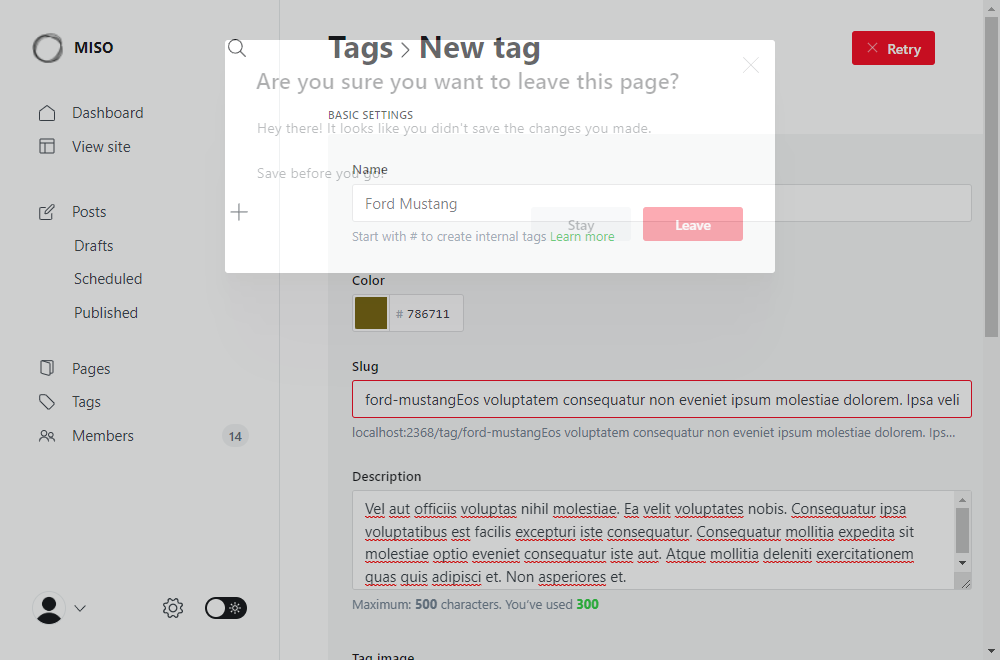 MISO
Dashboard
View site
Posts
Drafts
Scheduled
Published
Pages
Tags
Members
14
Tags > New tag
Retry
Are you sure you want to leave this page?
BASIC SETTINGS
Hey there! It looks like you didn't save the changes you made.
Save before you go!
Name
Ford Mustang
Stay
Leave
Start with # to create internal tags Learn more
Color
# 786711
Slug
ford-mustangEos voluptatem consequatur non eveniet ipsum molestiae dolorem. Ipsa veli
localhost:2368/tag/ford-mustangEos voluptatem consequatur non eveniet ipsum molestiae dolorem. Ips...
Description
Vel aut officiis voluptas nihil molestiae. Ea velit voluptates nobis. Consequatur ipsa
voluptatibus est facilis excepturi iste consequatur. Consequatur mollitia expedita sit
molestiae optio eveniet consequatur iste aut. Atque mollitia deleniti exercitationem
quas quis adipisci et. Non asperiores et.
Maximum: 500 characters. You've used 300
Tag image